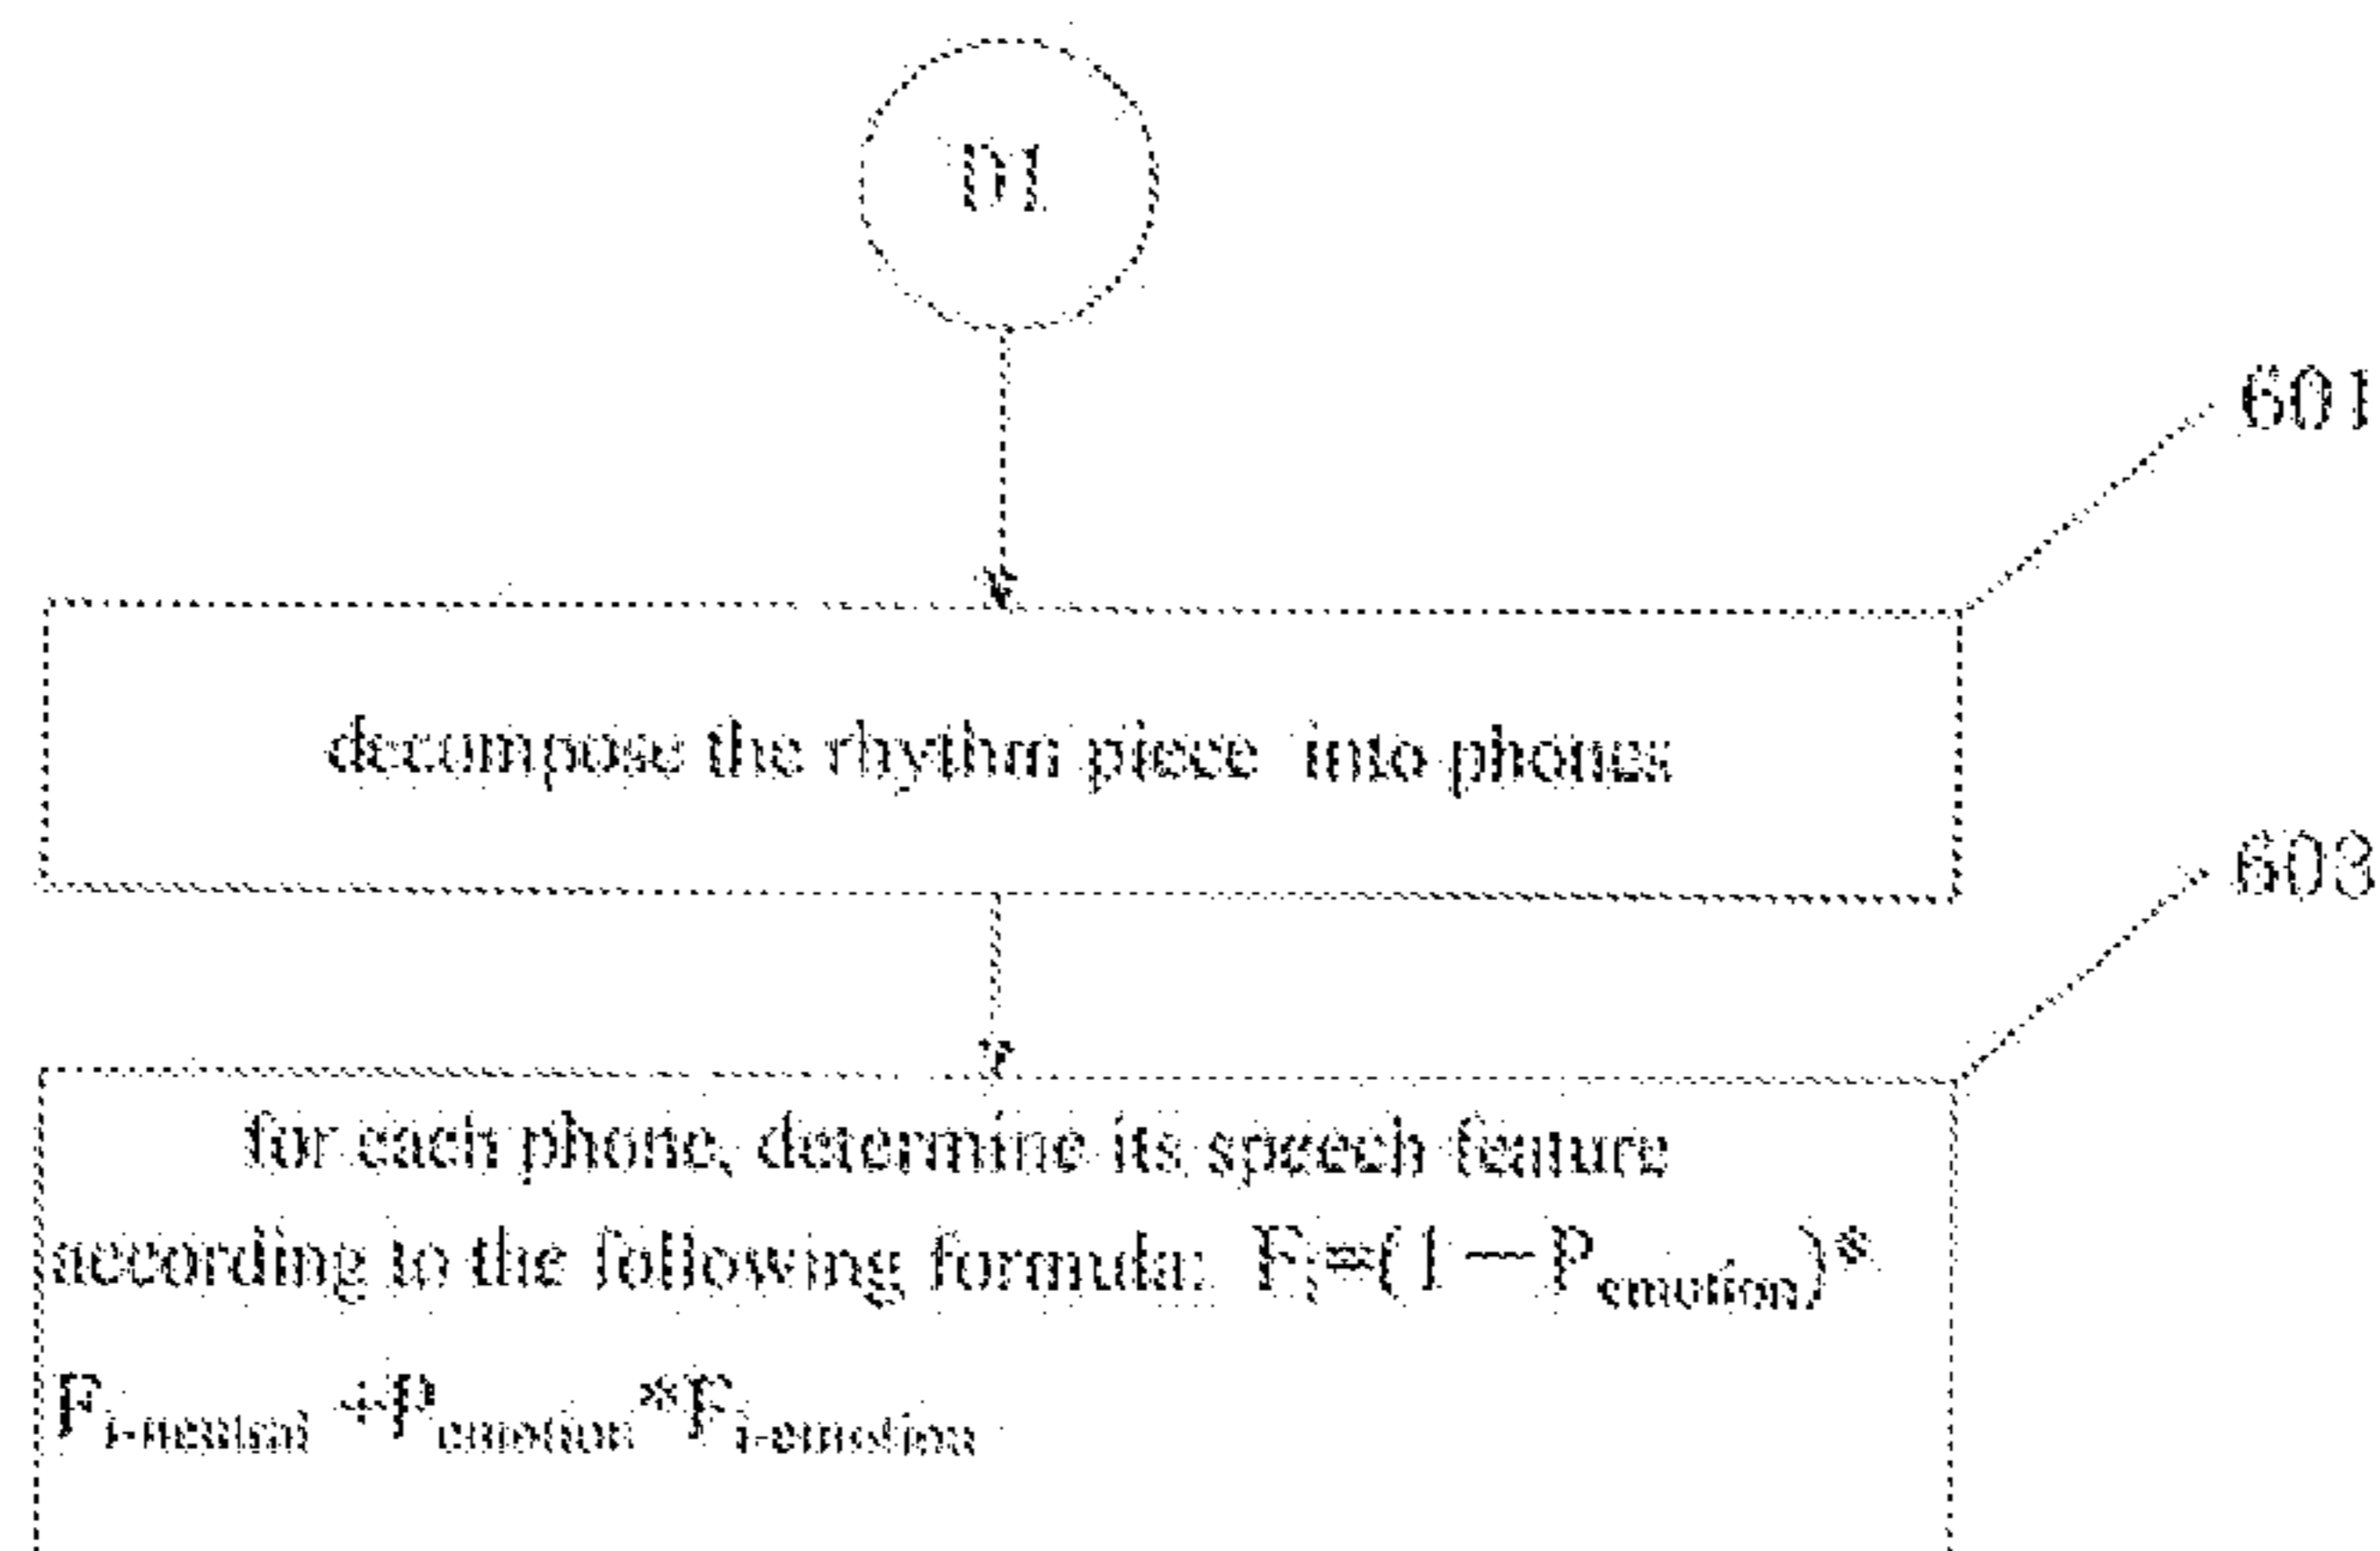 D1
601
decompose the rhythm piece into phones
603
for each phone, determine its speech feature
according to the following formula: Fi=(1—Pemotion)*
Fi-neutral+Pemotion*Fi-emotion